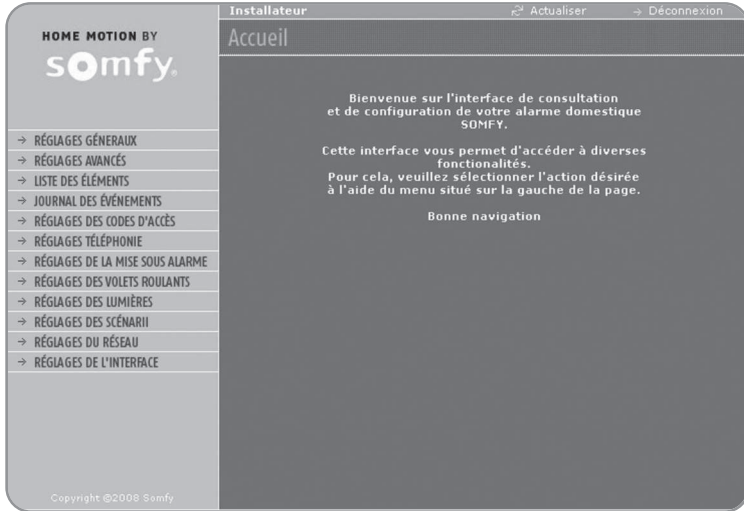 Installateur
Actualiser
→ Déconnexion
HOME MOTION BY
somfy®
Accueil
Bienvenue sur l'interface de consultation
et de configuration de votre alarme domestique
SOMFY.
Cette interface vous permet d'accéder à diverses
fonctionalités.
Pour cela, veuillez sélectionner l'action désirée
à l'aide du menu situé sur la gauche de la page.
Bonne navigation
→ RÉGLAGES GÉNERAUX
→ RÉGLAGES AVANCÉS
→ LISTE DES ÉLÉMENTS
→ JOURNAL DES ÉVÉNEMENTS
→ RÉGLAGES DES CODES D'ACCÈS
→ RÉGLAGES TÉLÉPHONIE
→ RÉGLAGES DE LA MISE SOUS ALARME
→ RÉGLAGES DES VOLETS ROULANTS
→ RÉGLAGES DES LUMIÈRES
→ RÉGLAGES DES SCÉNARII
→ RÉGLAGES DU RÉSEAU
→ RÉGLAGES DE L'INTERFACE
Copyright ©2008 Somfy